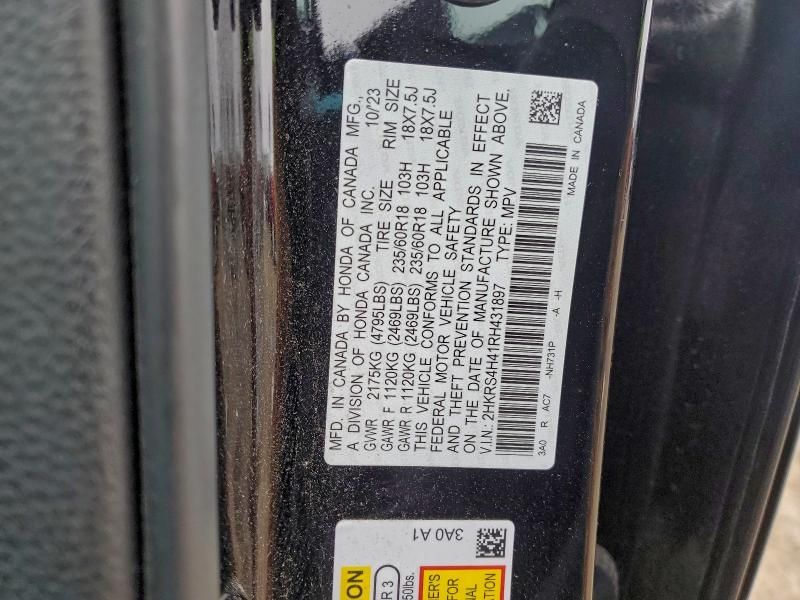 MFD. IN CANADA BY HONDA OF CANADA MFG.,
A DIVISION OF HONDA CANADA INC. 10/23
GVWR 2175KG (4795LBS) TIRE SIZE RIM SIZE
GAWR F 1120KG (2469LBS) 235/60R18 103H 18X7.5J
GAWR R 1120KG (2469LBS) 235/60R18 103H 18X7.5J
THIS VEHICLE CONFORMS TO ALL APPLICABLE
FEDERAL MOTOR VEHICLE SAFETY
AND THEFT PREVENTION STANDARDS IN EFFECT
ON THE DATE OF MANUFACTURE SHOWN ABOVE.
V.I.N.: 2HKRS4H41RH431897 TYPE: MPV
3A0 R AC7 -NH731P -A -H
MADE IN CANADA
3A0 A1